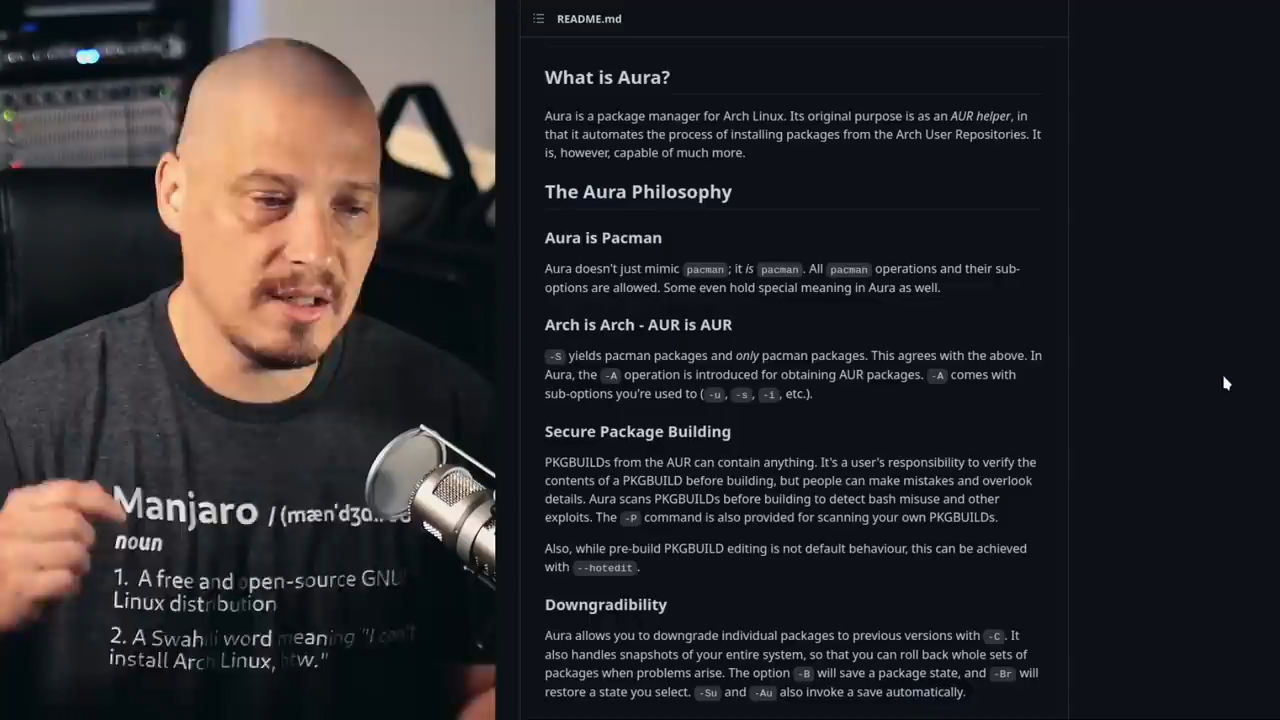 README.md
What is Aura?
Aura is a package manager for Arch Linux. Its original purpose is as an AUR helper, in
that it automates the process of installing packages from the Arch User Repositories. It
is, however, capable of much more.
The Aura Philosophy
Aura is Pacman
Aura doesn't just mimic pacman; it is pacman. All pacman operations and their sub-
options are allowed. Some even hold special meaning in Aura as well.
Arch is Arch - AUR is AUR
-S yields pacman packages and only pacman packages. This agrees with the above. In
Aura, the -A operation is introduced for obtaining AUR packages. -A comes with
sub-options you're used to (-u, -s, -i, etc.).
Secure Package Building
PKGBUILDs from the AUR can contain anything. It's a user's responsibility to verify the
contents of a PKGBUILD before building, but people can make mistakes and overlook
details. Aura scans PKGBUILDs before building to detect bash misuse and other
exploits. The -P command is also provided for scanning your own PKGBUILDs.
Also, while pre-build PKGBUILD editing is not default behaviour, this can be achieved
with --hotedit.
Downgradibility
Aura allows you to downgrade individual packages to previous versions with -C. It
also handles snapshots of your entire system, so that you can roll back whole sets of
packages when problems arise. The option -B will save a package state, and -Br will
restore a state you select. -Su and -Au also invoke a save automatically.
Manjaro
noun
1. A free and open-source GNU
Linux distribution
2. A Swahili word meaning "I can't
install Arch Linux, btw."